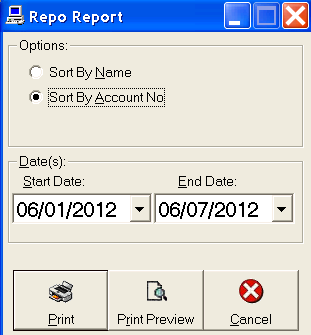 Repo Report
Options:
Sort By Name
Sort By Account No
Date(s):
Start Date: End Date:
06/01/2012 06/07/2012
Print Print Preview Cancel